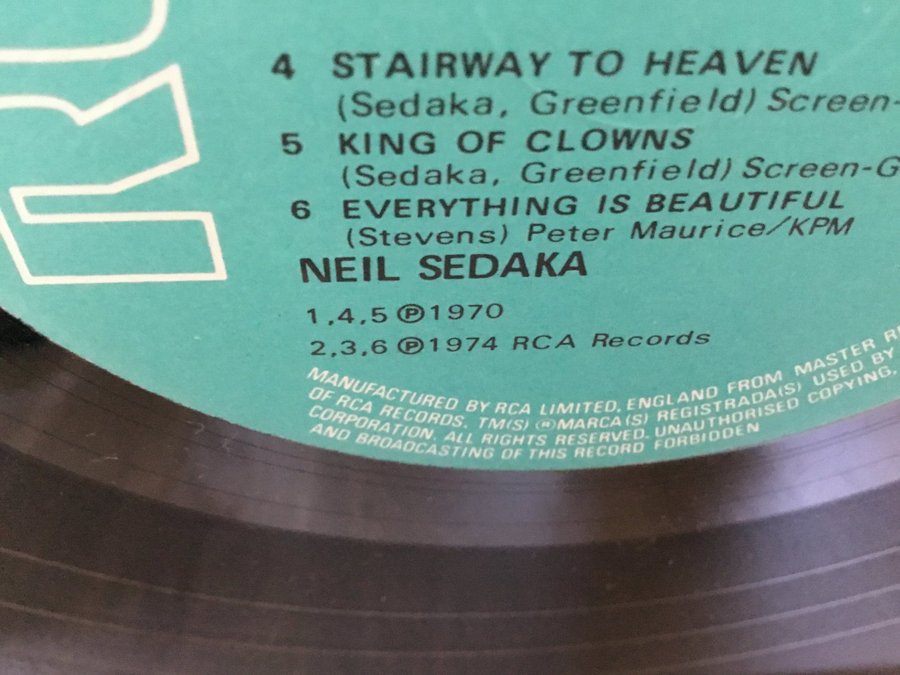 4 STAIRWAY TO HEAVEN
(Sedaka, Greenfield) Screen-
5 KING OF CLOWNS
(Sedaka, Greenfield) Screen-G
6 EVERYTHING IS BEAUTIFUL
(Stevens) Peter Maurice/KPM
NEIL SEDAKA
1,4,5 ℗1970
2,3,6 ℗1974 RCA Records
MANUFACTURED BY RCA LIMITED, ENGLAND FROM MASTER RE
OF RCA RECORDS. TM(S) ®MARCA(S) REGISTRADA(S) USED BY
CORPORATION. ALL RIGHTS RESERVED. UNAUTHORISED COPYING,
AND BROADCASTING OF THIS RECORD FORBIDDEN